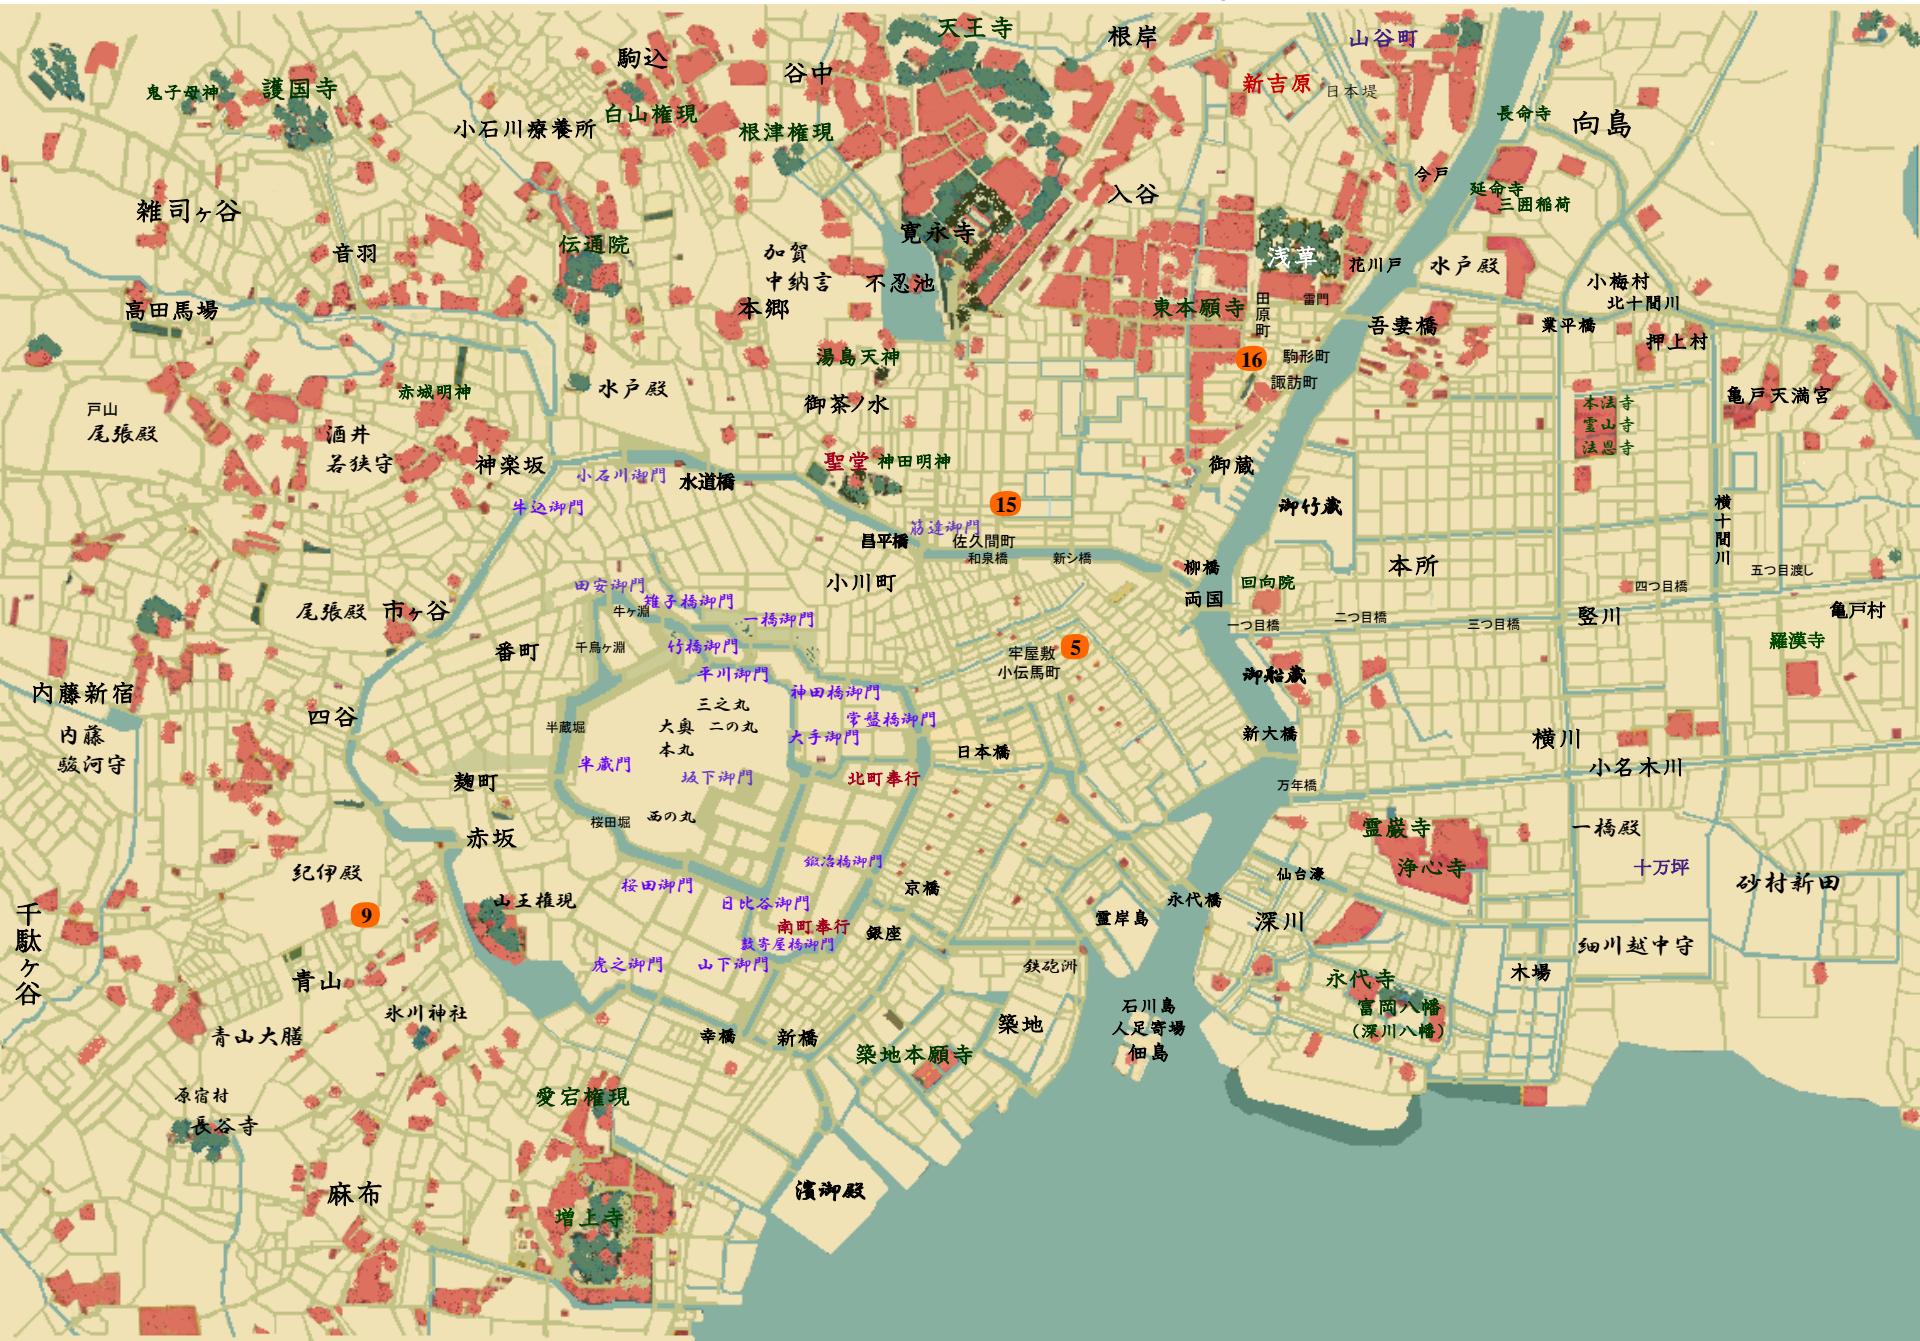 天王寺
根岸
山谷町
駒込
谷中
鬼子母神
護国寺
新吉原
日本堤
白山権現
長命寺
向島
小石川療養所
根津権現
今戸
延命寺
三囲稲荷
入谷
雑司ヶ谷
寛永寺
音羽
伝通院
加賀
中納言
浅草
花川戸
水戸殿
不忍池
小梅村
北十間川
高田馬場
本郷
東本願寺
田原町
雷門
吾妻橋
業平橋
押上村
湯島天神
16
駒形町
諏訪町
赤城明神
水戸殿
亀戸天満宮
戸山
尾張殿
御茶ノ水
本法寺
霊山寺
法恩寺
酒井
若狭守
神楽坂
小石川御門
水道橋
聖堂
神田明神
御蔵
牛込御門
15
御竹蔵
横十間川
筋違御門
昌平橋
佐久間町
和泉橋
新シ橋
柳橋
本所
五つ目渡し
田安御門
小川町
回向院
四つ目橋
尾張殿
市ヶ谷
牛ヶ淵
雉子橋御門
一橋御門
両国
一つ目橋
二つ目橋
三つ目橋
竪川
亀戸村
番町
千鳥ヶ淵
竹橋御門
牢屋敷
小伝馬町
5
羅漢寺
平川御門
御船蔵
内藤新宿
神田橋御門
四谷
三之丸
常盤橋御門
内藤
駿河守
半蔵堀
大奥
二の丸
本丸
大手御門
日本橋
新大橋
横川
半蔵門
坂下御門
北町奉行
小名木川
麹町
万年橋
桜田堀
西の丸
赤坂
霊巌寺
一橋殿
鍛冶橋御門
浄心寺
十万坪
紀伊殿
桜田御門
京橋
仙台濠
砂村新田
山王権現
日比谷御門
永代橋
9
南町奉行
銀座
霊岸島
深川
千駄ヶ谷
数寄屋橋御門
細川越中守
虎之御門
山下御門
鉄砲洲
木場
青山
永代寺
氷川神社
石川島
人足寄場
佃島
富岡八幡
(深川八幡)
青山大膳
幸橋
新橋
築地
築地本願寺
原宿村
長谷寺
愛宕権現
麻布
濱御殿
増上寺